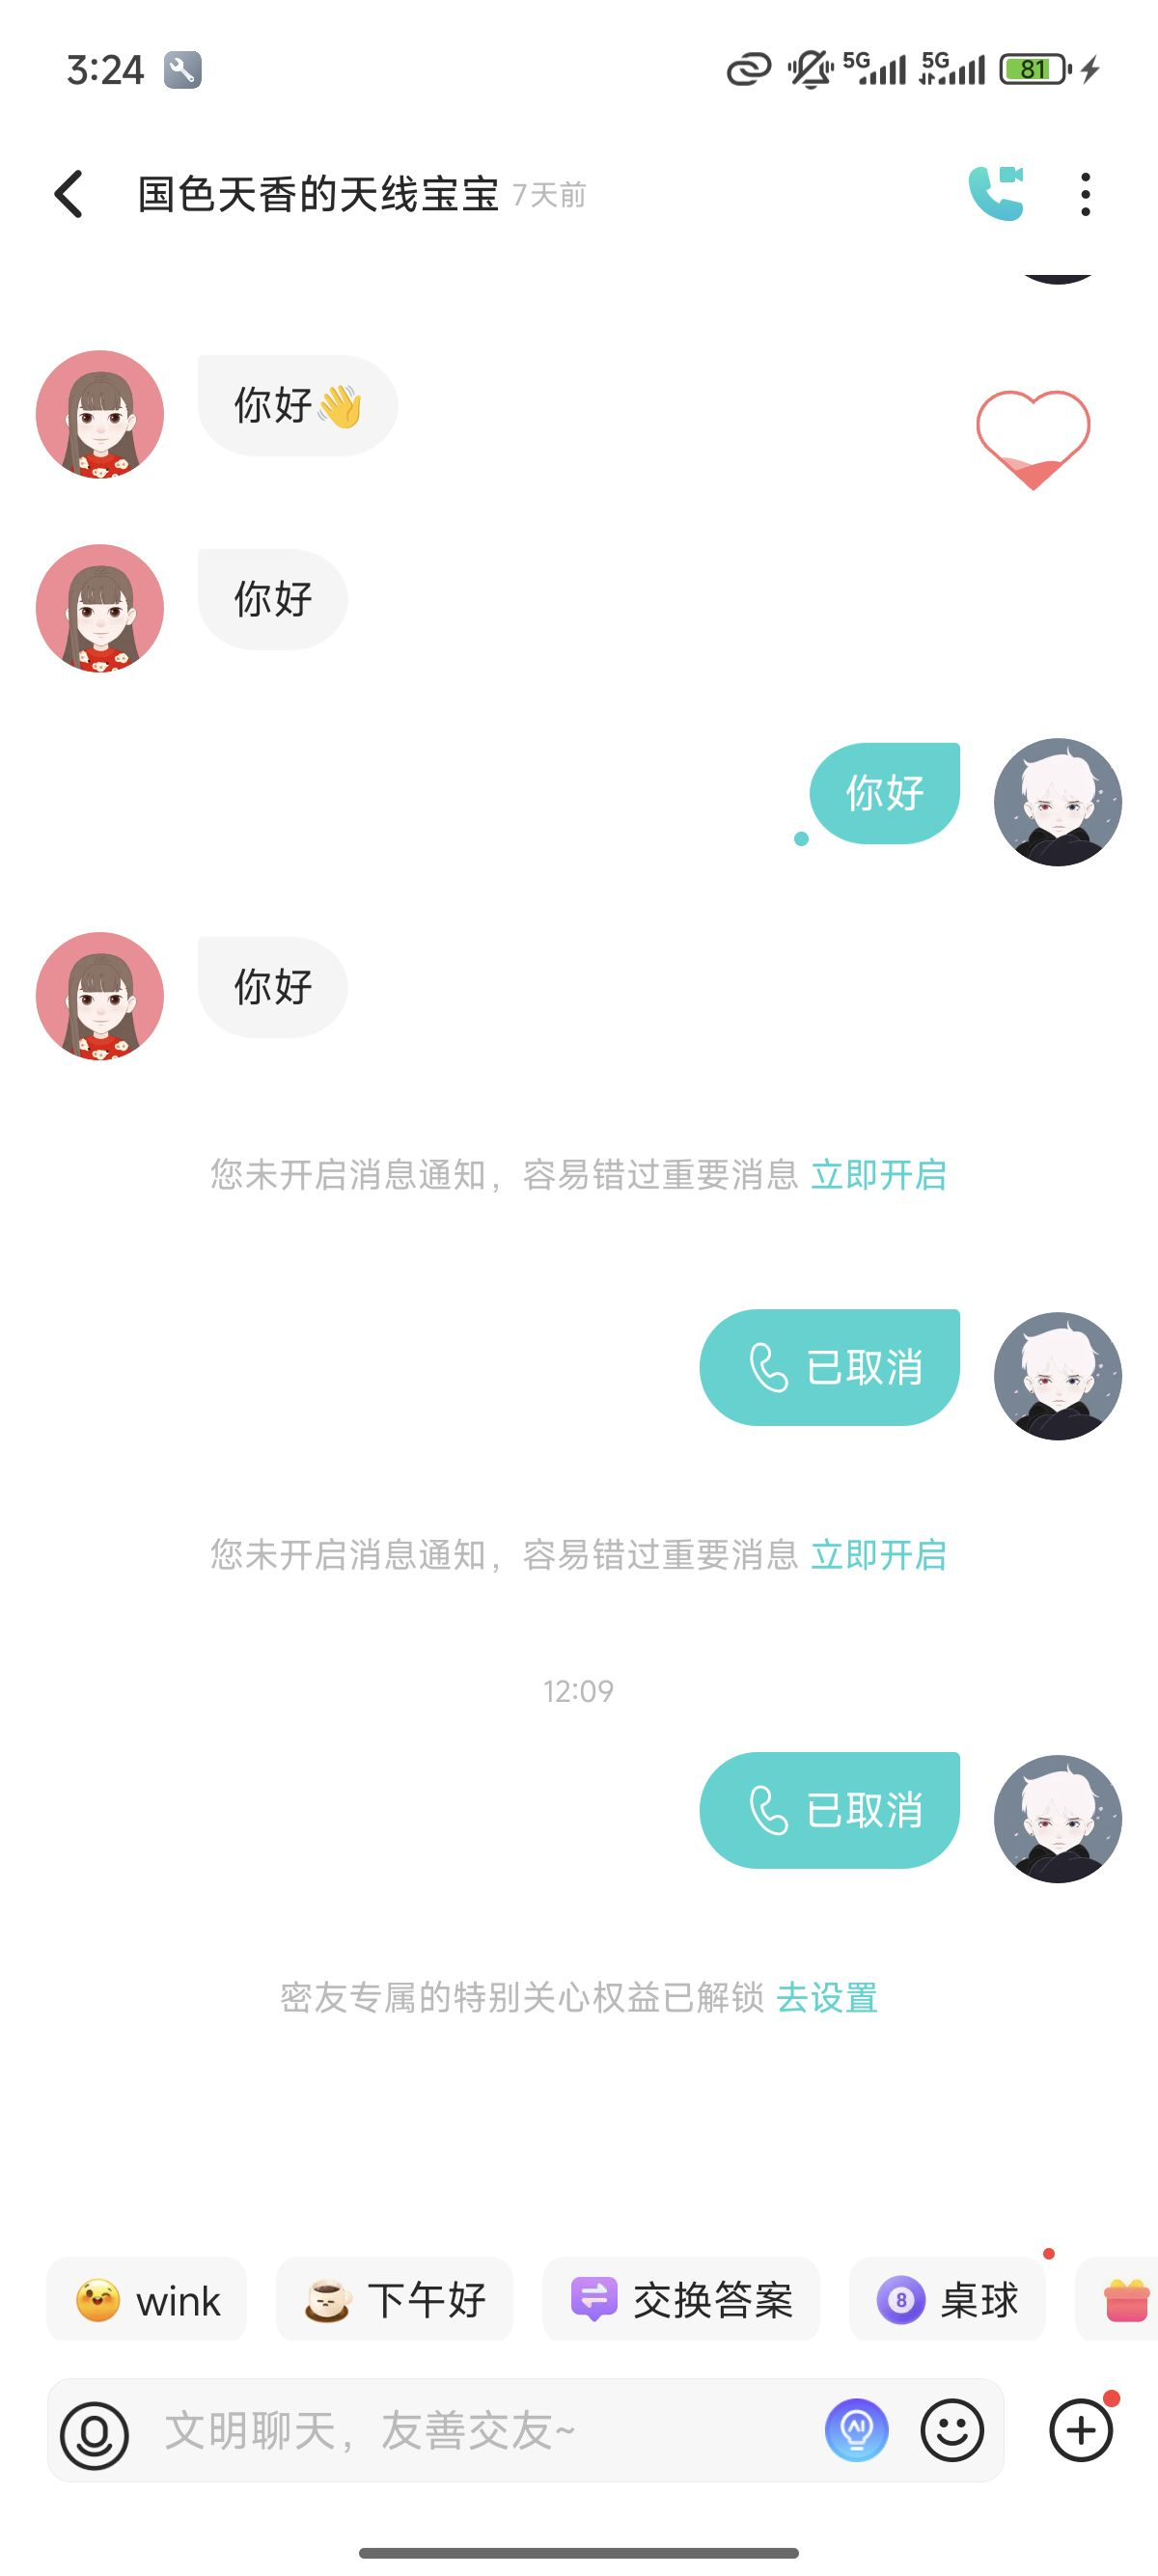 3:24
5G 5G 81
国色天香的天线宝宝 7天前
你好👋
你好
你好
你好
您未开启消息通知，容易错过重要消息 立即开启
已取消
您未开启消息通知，容易错过重要消息 立即开启
12:09
已取消
密友专属的特别关心权益已解锁 去设置
wink 下午好 交换答案 8 桌球
文明聊天，友善交友~ AI